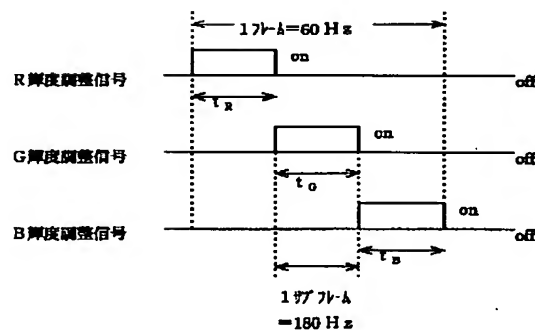 1フレーム=60Hz
on
R輝度調整信号
off
tR
on
G輝度調整信号
off
tG
on
B輝度調整信号
off
tB
1サブフレーム
=180Hz